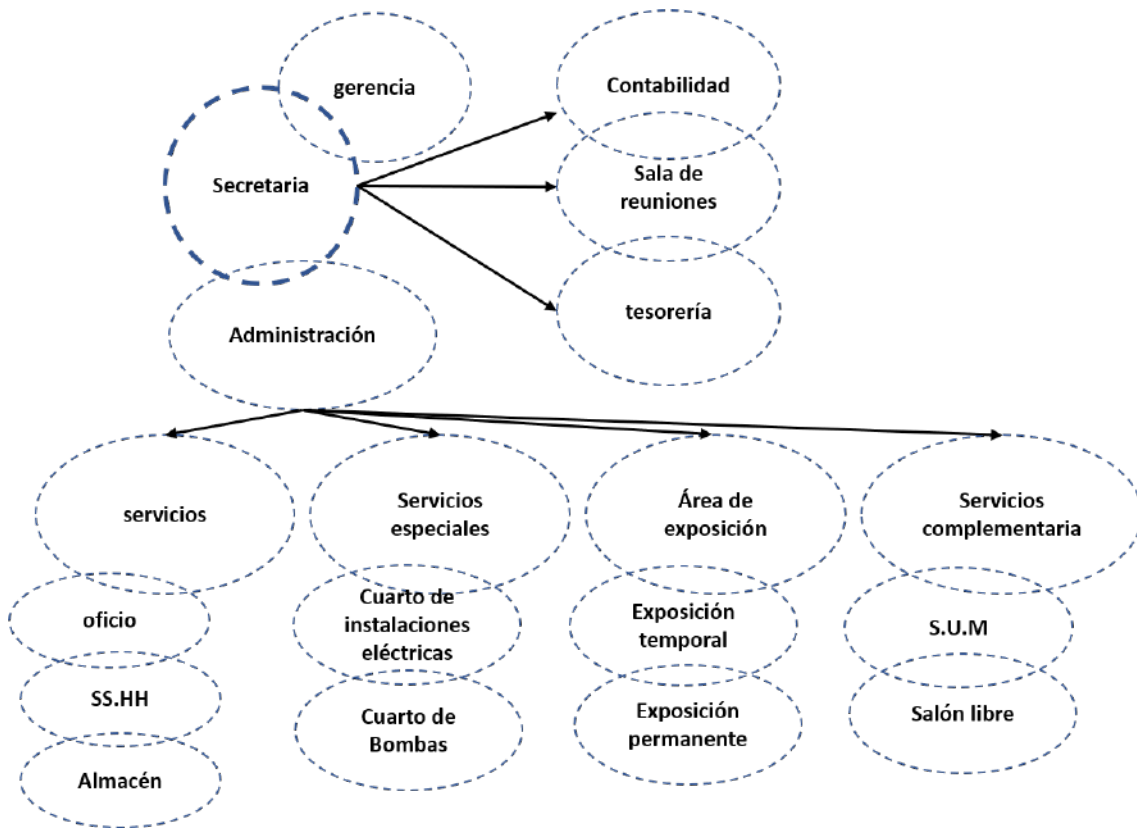 gerencia
Contabilidad
Secretaria
Sala de
reuniones
tesorería
Administración
servicios
Servicios
especiales
Área de
exposición
Servicios
complementaria
oficio
Cuarto de
instalaciones
eléctricas
Exposición
temporal
S.U.M
SS.HH
Cuarto de
Bombas
Exposición
permanente
Salón libre
Almacén